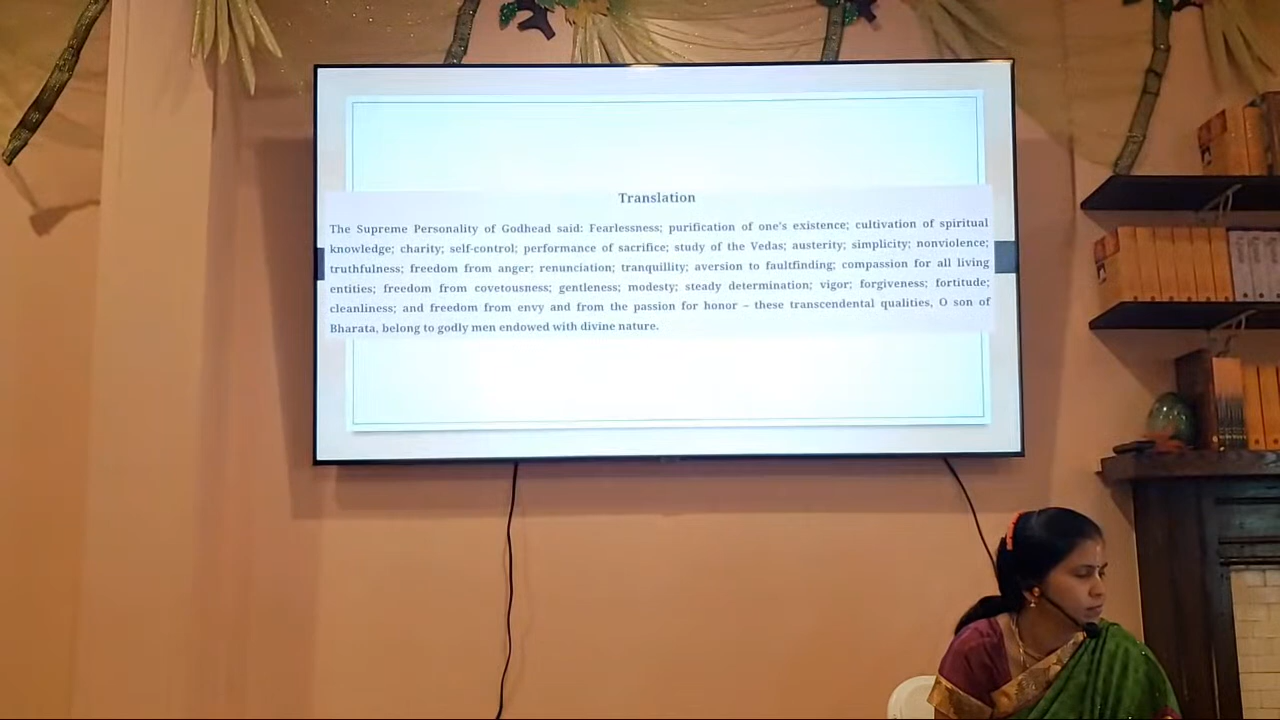 Translation
The Supreme Personality of Godhead said: Fearlessness; purification of one's existence; cultivation of spiritual
knowledge; charity; self-control; performance of sacrifice; study of the Vedas; austerity; simplicity; nonviolence;
truthfulness; freedom from anger; renunciation; tranquillity; aversion to faultfinding; compassion for all living
entities; freedom from covetousness; gentleness; modesty; steady determination; vigor; forgiveness; fortitude;
cleanliness; and freedom from envy and from the passion for honor – these transcendental qualities, O son of
Bharata, belong to godly men endowed with divine nature.